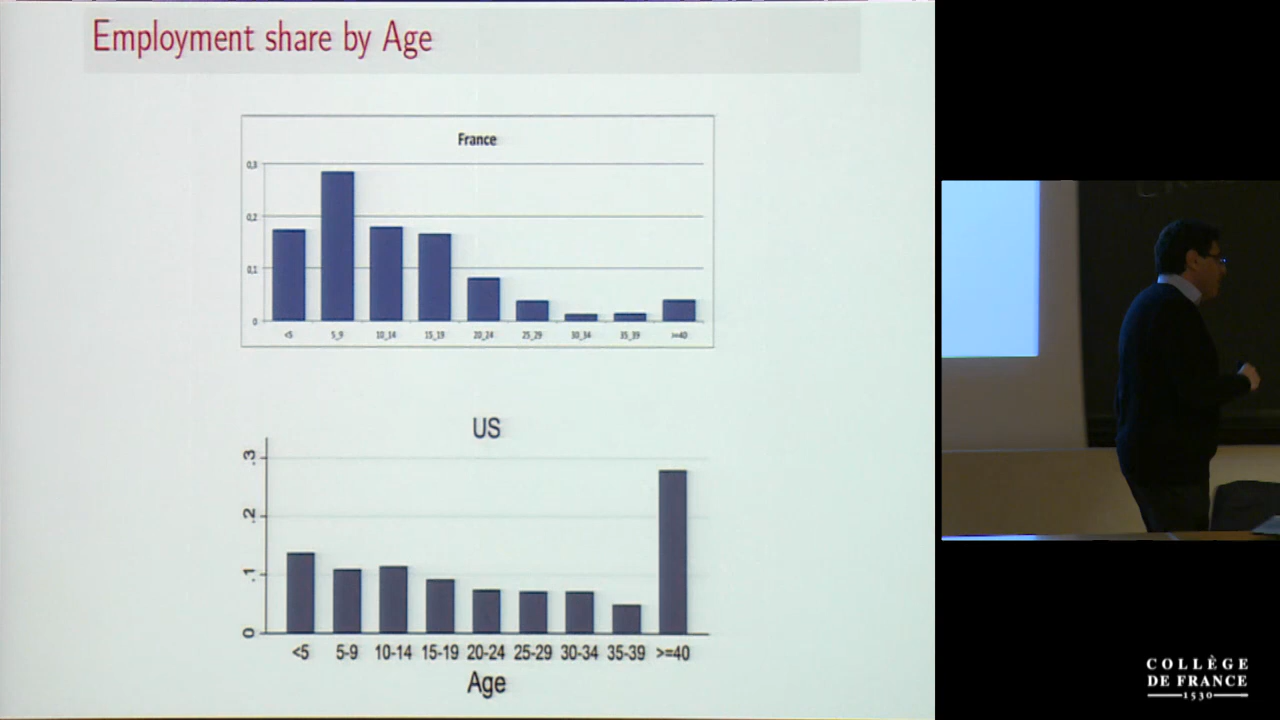 Employment share by Age
France
0,3
0,2
0,1
0
<5 5_9 10_14 15_19 20_24 25_29 30_34 35_39 >=40
US
.3
.2
.1
0
<5 5-9 10-14 15-19 20-24 25-29 30-34 35-39 >=40
Age
COLLÈGE
DE FRANCE
1530